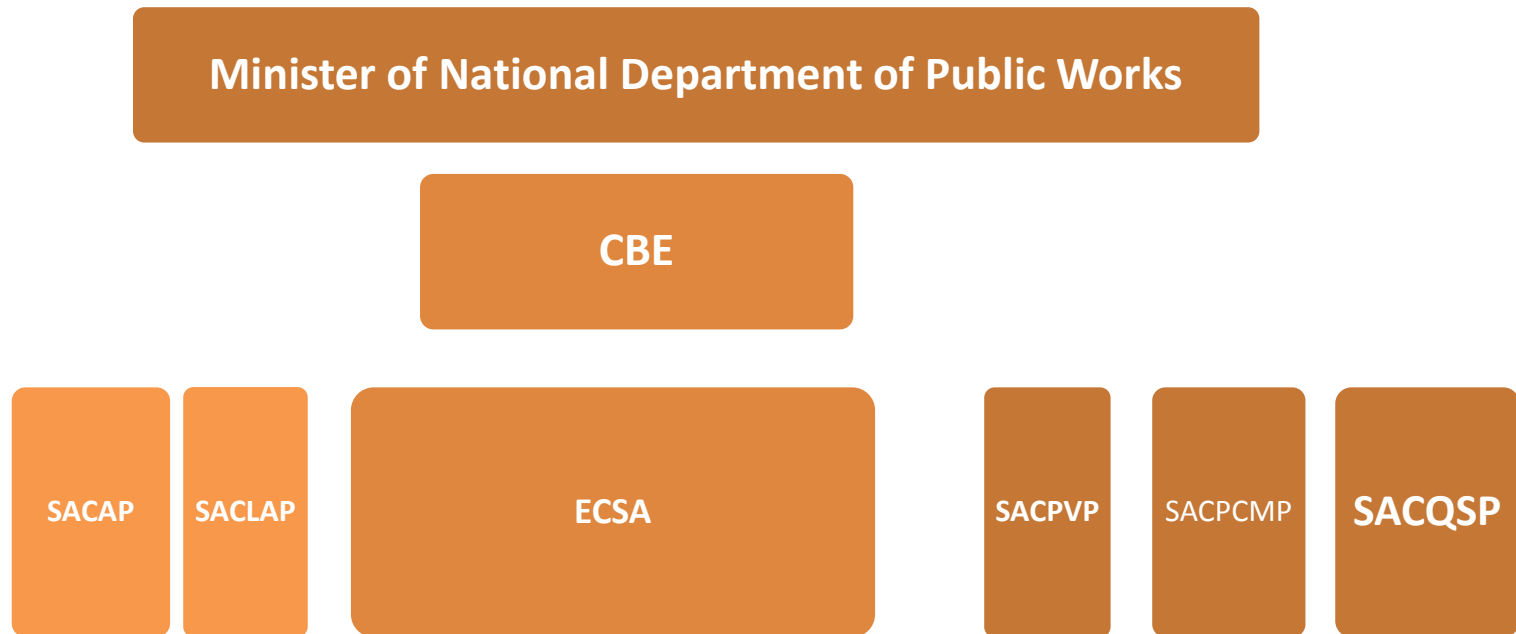 Minister of National Department of Public Works
CBE
SACAP
SACLAP
ECSA
SACPVP
SACPCMP
SACQSP